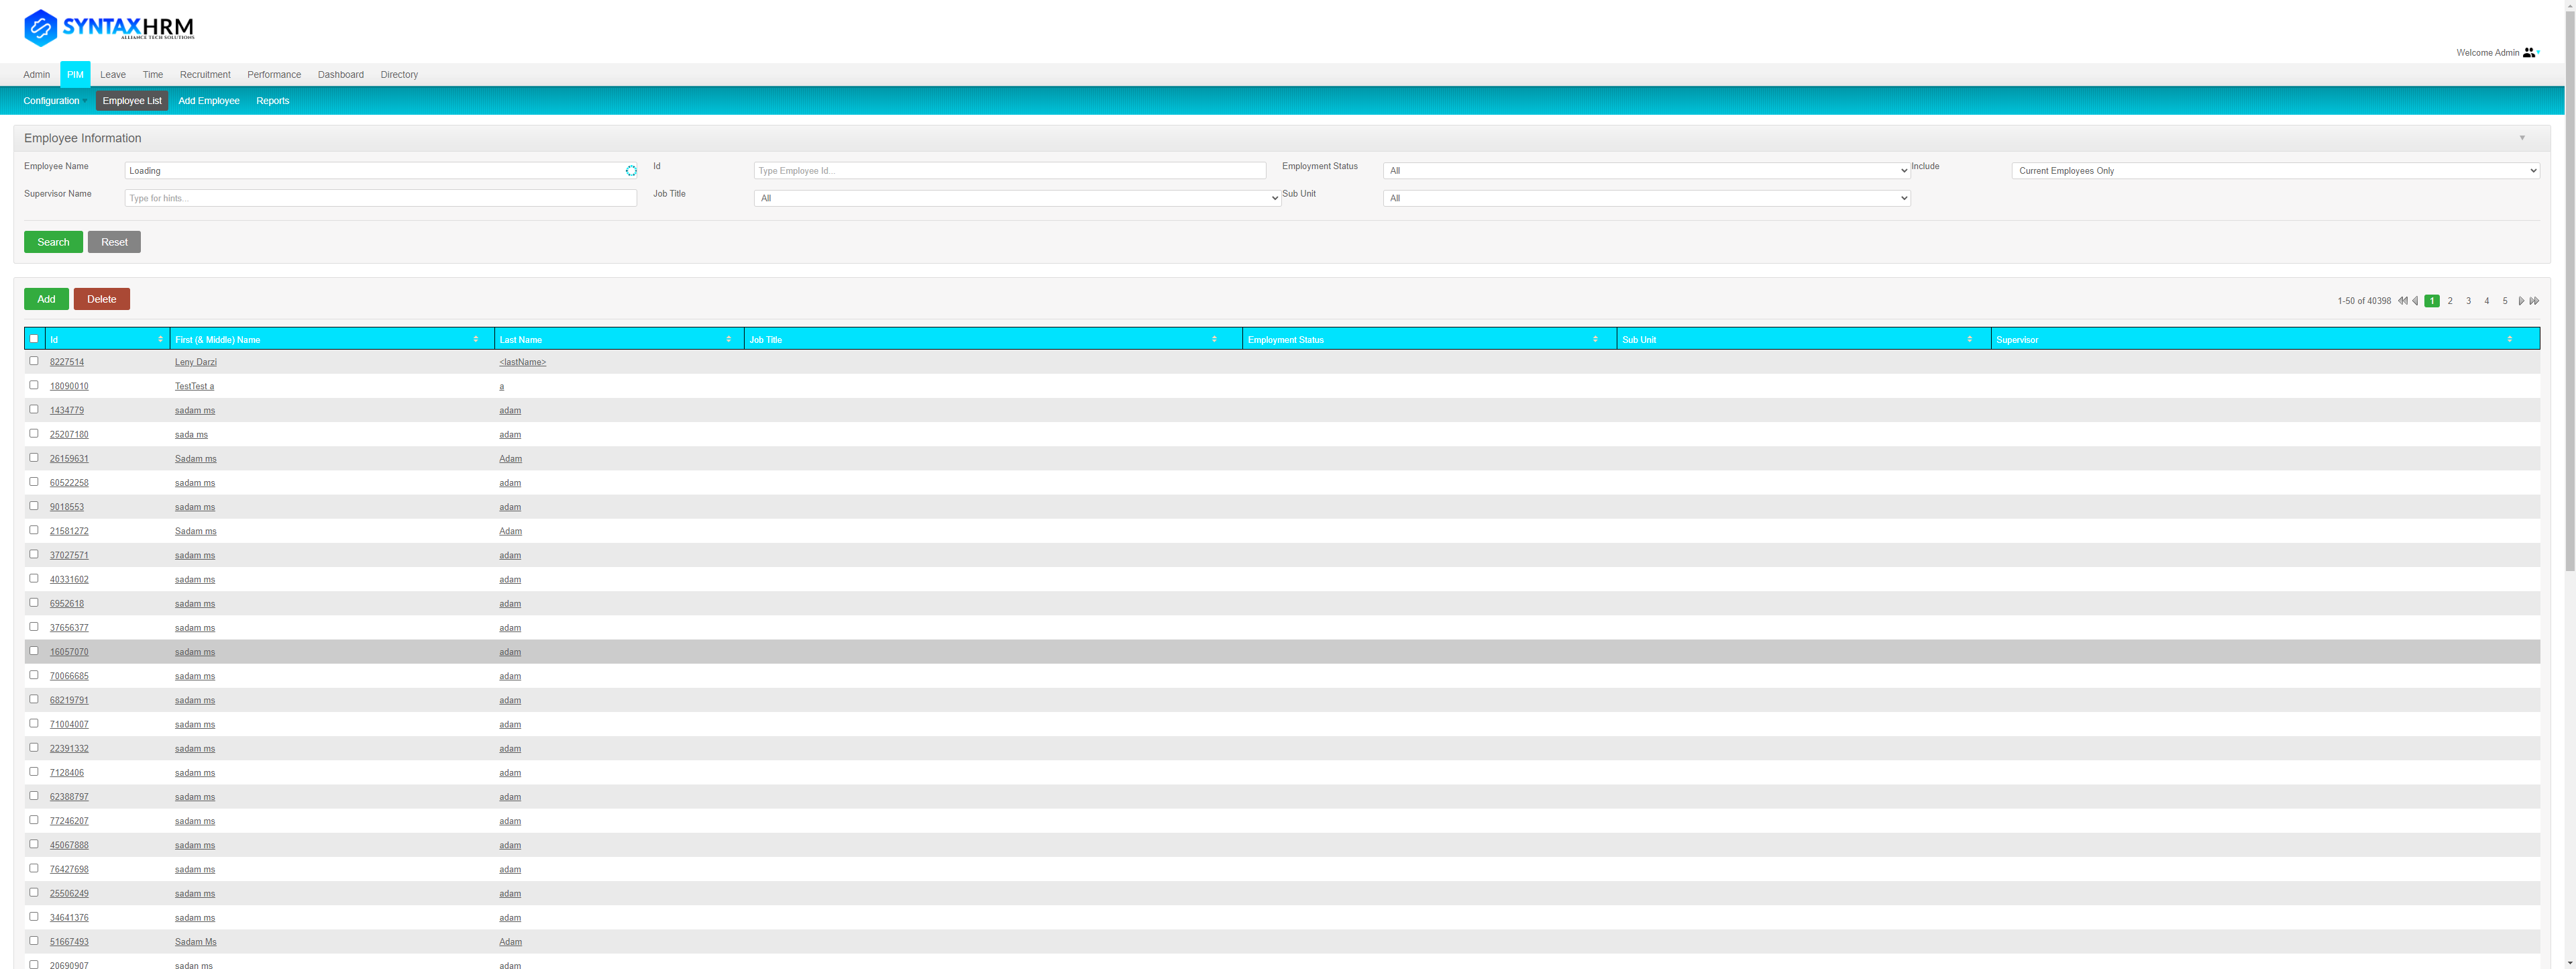 SYNTAXHRM
ALLIANCE TECH SOLUTIONS
Welcome Admin
Admin PIM Leave Time Recruitment Performance Dashboard Directory
Configuration Employee List Add Employee Reports
Employee Information
Employee Name Loading Id Type Employee Id... Employment Status All Include Current Employees Only
Supervisor Name Type for hints... Job Title All Sub Unit All
Search Reset
Add Delete 1-50 of 40398 1 2 3 4 5
Id First (& Middle) Name Last Name Job Title Employment Status Sub Unit Supervisor
8227514 Leny Darzi <lastName>
18090010 TestTest a a
1434779 sadam ms adam
25207180 sada ms adam
26159631 Sadam ms Adam
60522258 sadam ms adam
9018553 sadam ms adam
21581272 Sadam ms Adam
37027571 sadam ms adam
40331602 sadam ms adam
6952618 sadam ms adam
37656377 sadam ms adam
16057070 sadam ms adam
70066685 sadam ms adam
68219791 sadam ms adam
71004007 sadam ms adam
22391332 sadam ms adam
7128406 sadam ms adam
62388797 sadam ms adam
77246207 sadam ms adam
45067888 sadam ms adam
76427698 sadam ms adam
25506249 sadam ms adam
34641376 sadam ms adam
51667493 Sadam Ms Adam
20690907 sadan ms adam